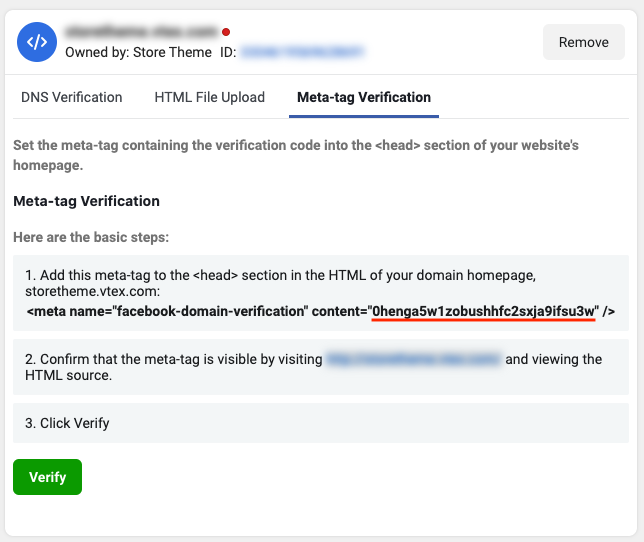 Owned by: Store Theme ID:
Remove
DNS Verification HTML File Upload Meta-tag Verification
Set the meta-tag containing the verification code into the <head> section of your website's
homepage.
Meta-tag Verification
Here are the basic steps:
1. Add this meta-tag to the <head> section in the HTML of your domain homepage,
storetheme.vtex.com:
<meta name="facebook-domain-verification" content="0henga5w1zobushhfc2sxja9ifsu3w" />
2. Confirm that the meta-tag is visible by visiting and viewing the
HTML source.
3. Click Verify
Verify